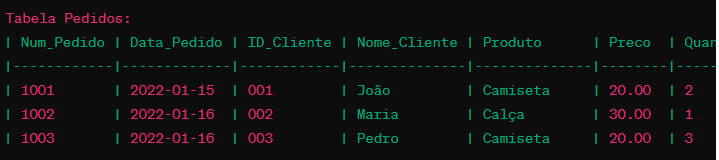 Tabela Pedidos:
| Num_Pedido | Data_Pedido | ID_Cliente | Nome_Cliente | Produto      | Preco  | Quan
|------------|-------------|------------|--------------|--------------|--------|-----
| 1001       | 2022-01-15  | 001        | João         | Camiseta     | 20.00  | 2
| 1002       | 2022-01-16  | 002        | Maria        | Calça        | 30.00  | 1
| 1003       | 2022-01-16  | 003        | Pedro        | Camiseta     | 20.00  | 3